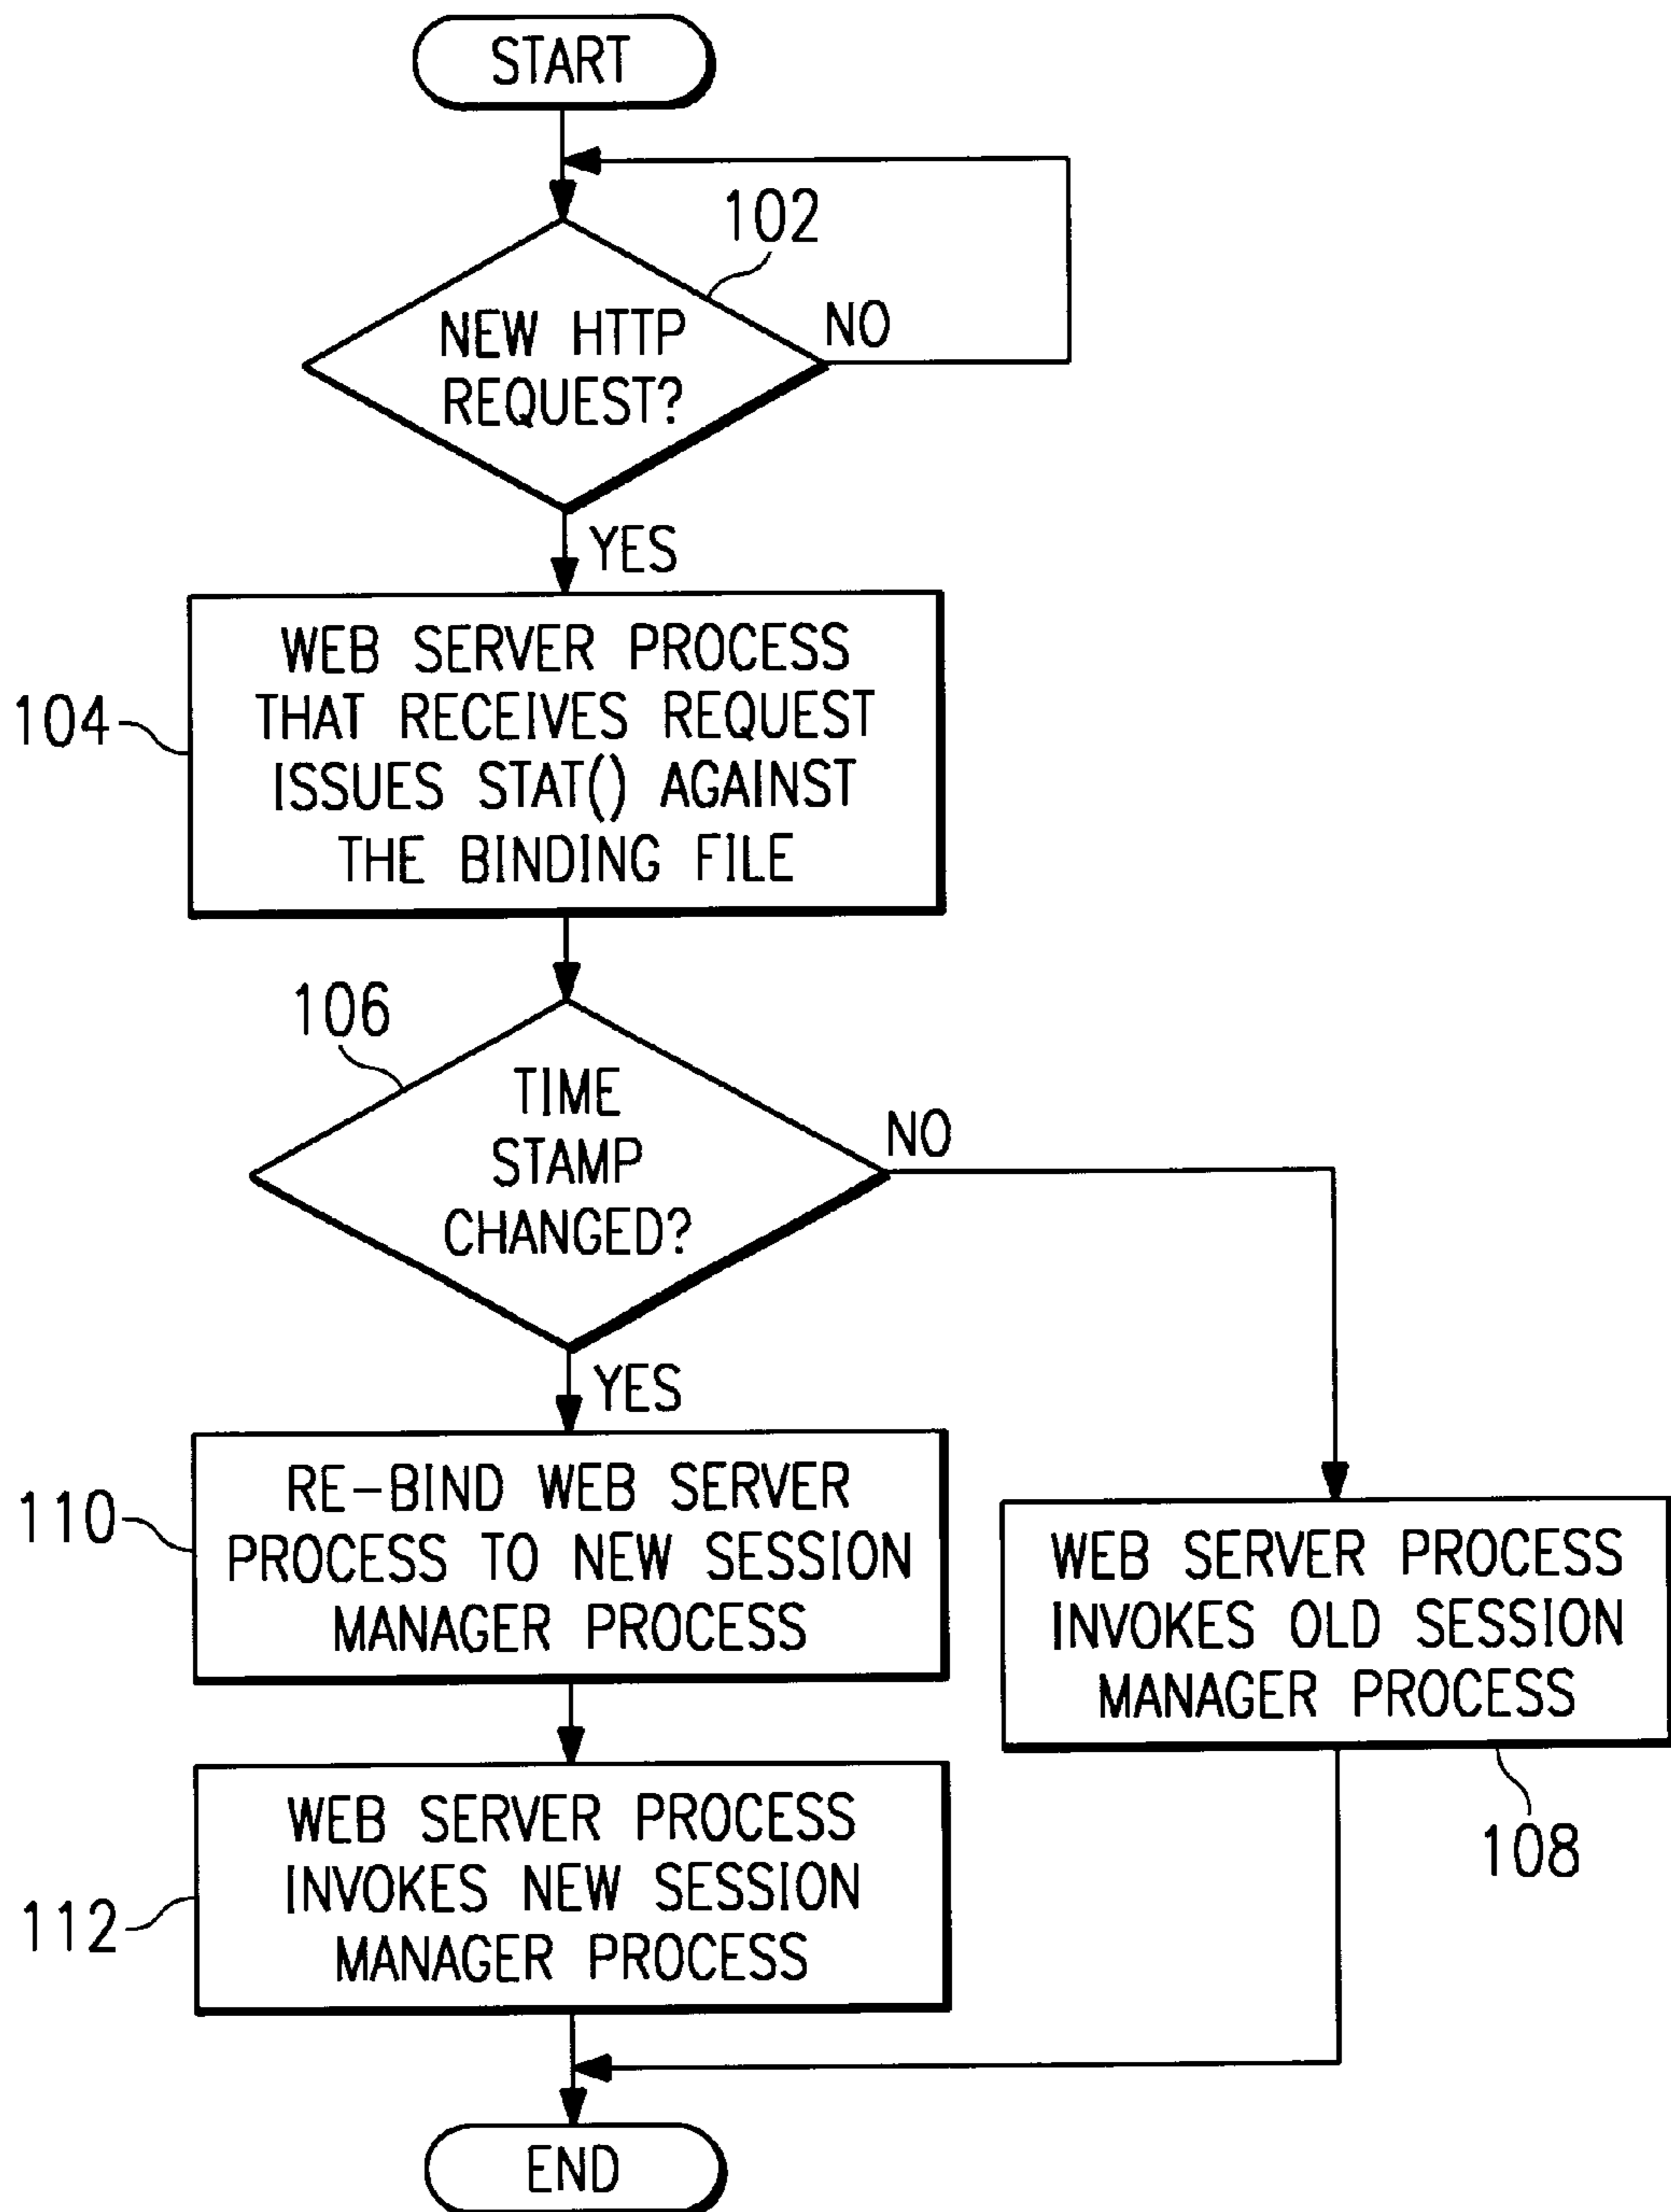 START
102
NEW HTTP
REQUEST?
NO
YES
104
WEB SERVER PROCESS
THAT RECEIVES REQUEST
ISSUES STAT() AGAINST
THE BINDING FILE
106
TIME
STAMP
CHANGED?
NO
YES
110
RE-BIND WEB SERVER
PROCESS TO NEW SESSION
MANAGER PROCESS
WEB SERVER PROCESS
INVOKES OLD SESSION
MANAGER PROCESS
108
112
WEB SERVER PROCESS
INVOKES NEW SESSION
MANAGER PROCESS
END